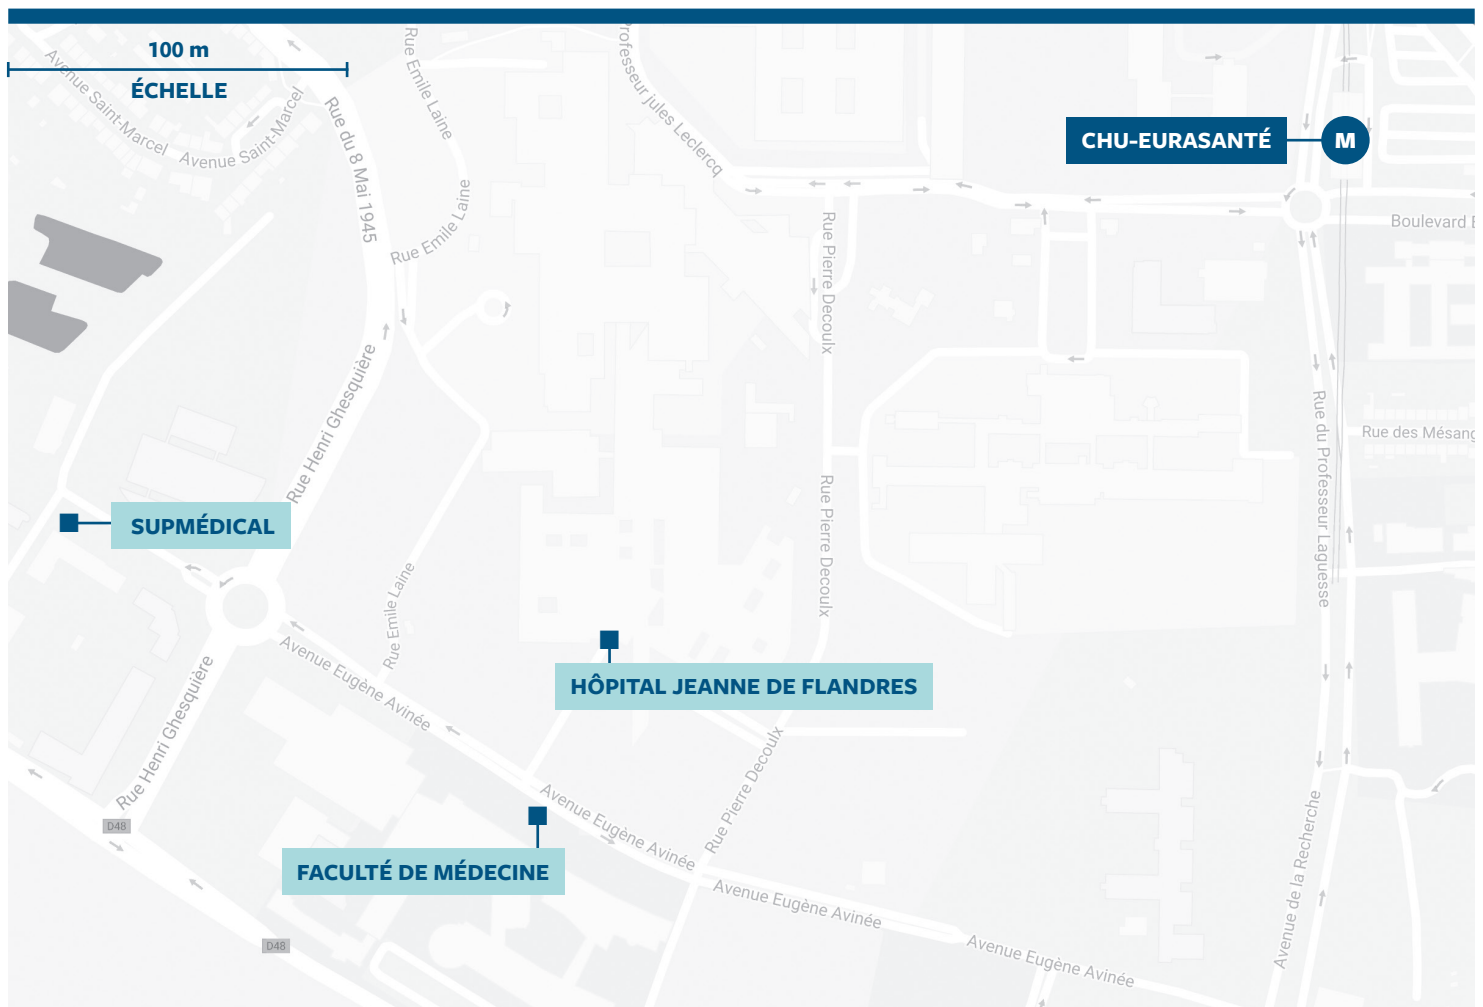 100 m
ÉCHELLE
Avenue Saint-Marcel
Avenue Saint-Marcel
Rue du 8 Mai 1945
Rue Emile Laine
Rue Emile Laine
rofesseur jules Leclercq
CHU-EURASANTÉ
M
Boulevard E
Rue Pierre Decoulx
Rue Henri Ghesquière
Rue du Professeur Laguesse
Rue des Mésang
Rue Pierre Decoulx
SUPMÉDICAL
Rue Emile Laine
Avenue Eugène Avinée
HÔPITAL JEANNE DE FLANDRES
Rue Henri Ghesquière
Rue Pierre Decoulx
Avenue Eugène Avinée
D48
FACULTÉ DE MÉDECINE
Avenue Eugène Avinée
Avenue de la Recherche
D48
Avenue Eugène Avinée